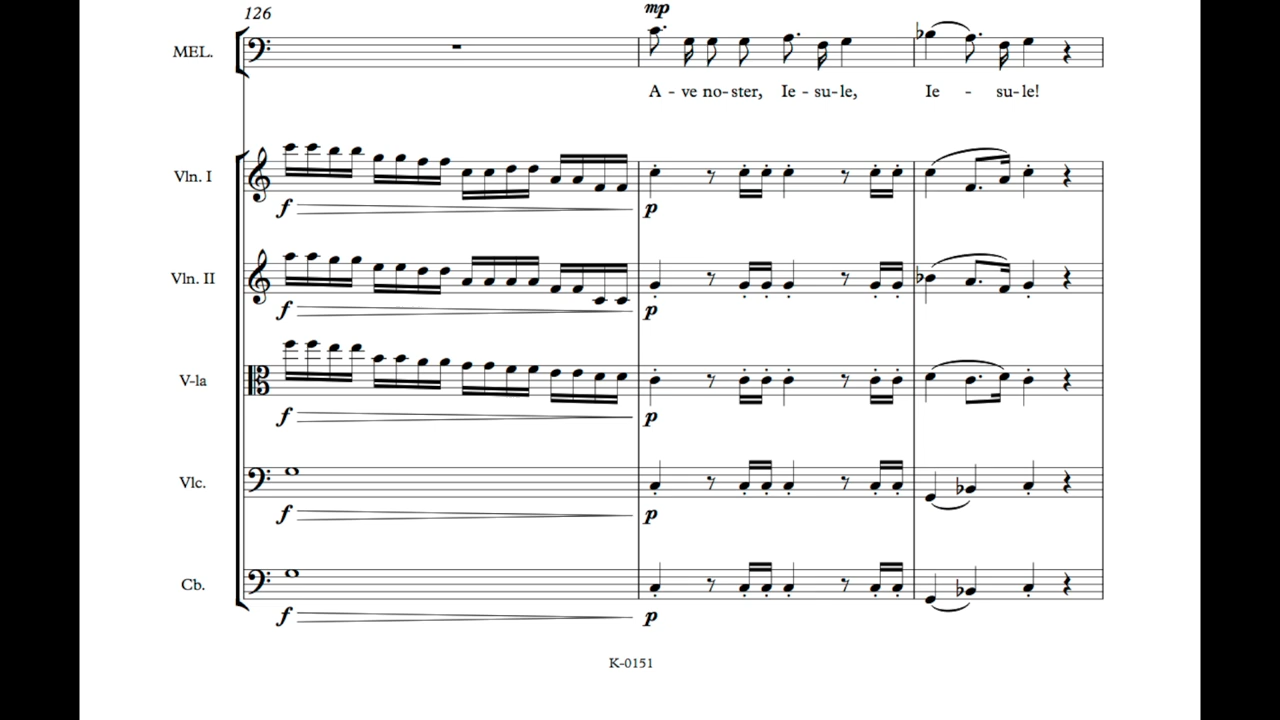 126
mp
MEL.
A - ve no-ster, Ie - su-le, Ie - su-le!
Vln. I
f p
Vln. II
f p
V-la
f p
Vlc.
f p
Cb.
f p
K-0151